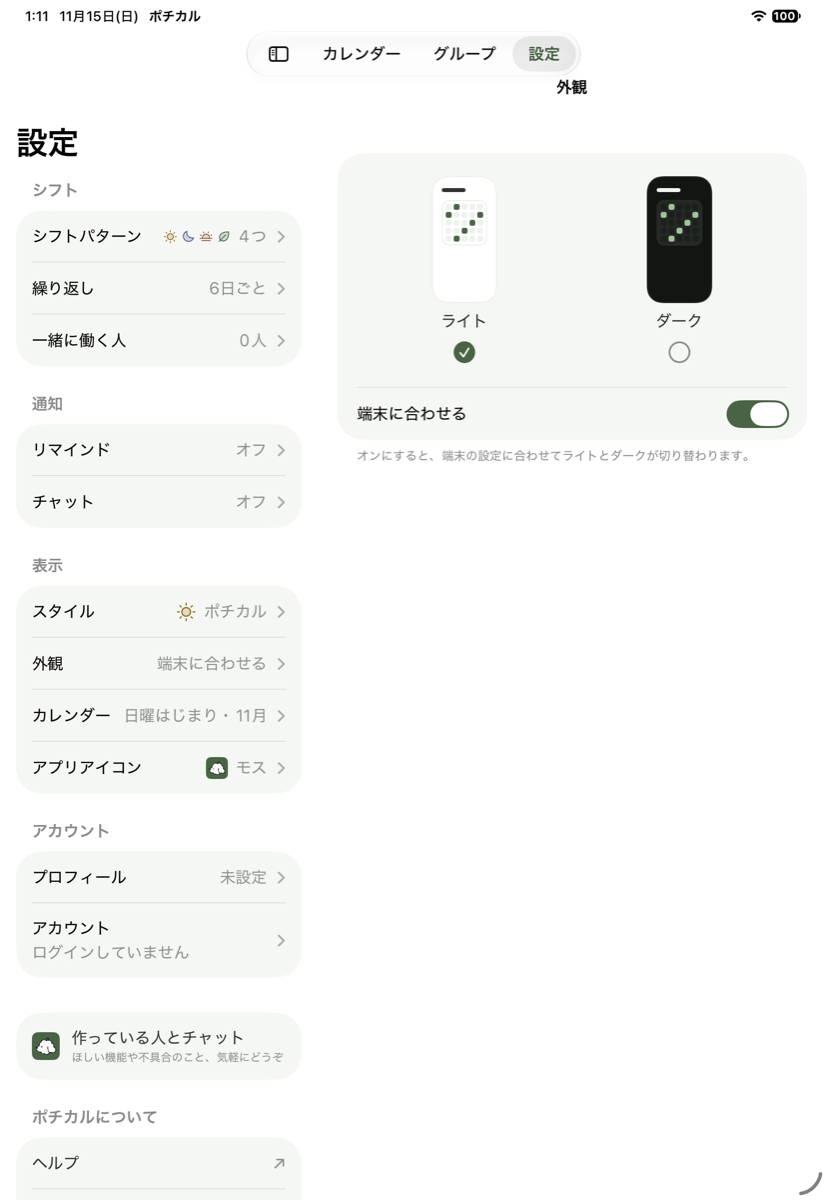 1:11 11月15日(日) ポチカル
100
カレンダー グループ 設定
外観
設定
シフト
シフトパターン 4つ
繰り返し 6日ごと
一緒に働く人 0人
通知
リマインド オフ
チャット オフ
表示
スタイル ポチカル
外観 端末に合わせる
カレンダー 日曜はじまり・11月
アプリアイコン モス
アカウント
プロフィール 未設定
アカウント
ログインしていません
作っている人とチャット
ほしい機能や不具合のこと、気軽にどうぞ
ポチカルについて
ヘルプ
ライト ダーク
端末に合わせる
オンにすると、端末の設定に合わせてライトとダークが切り替わります。